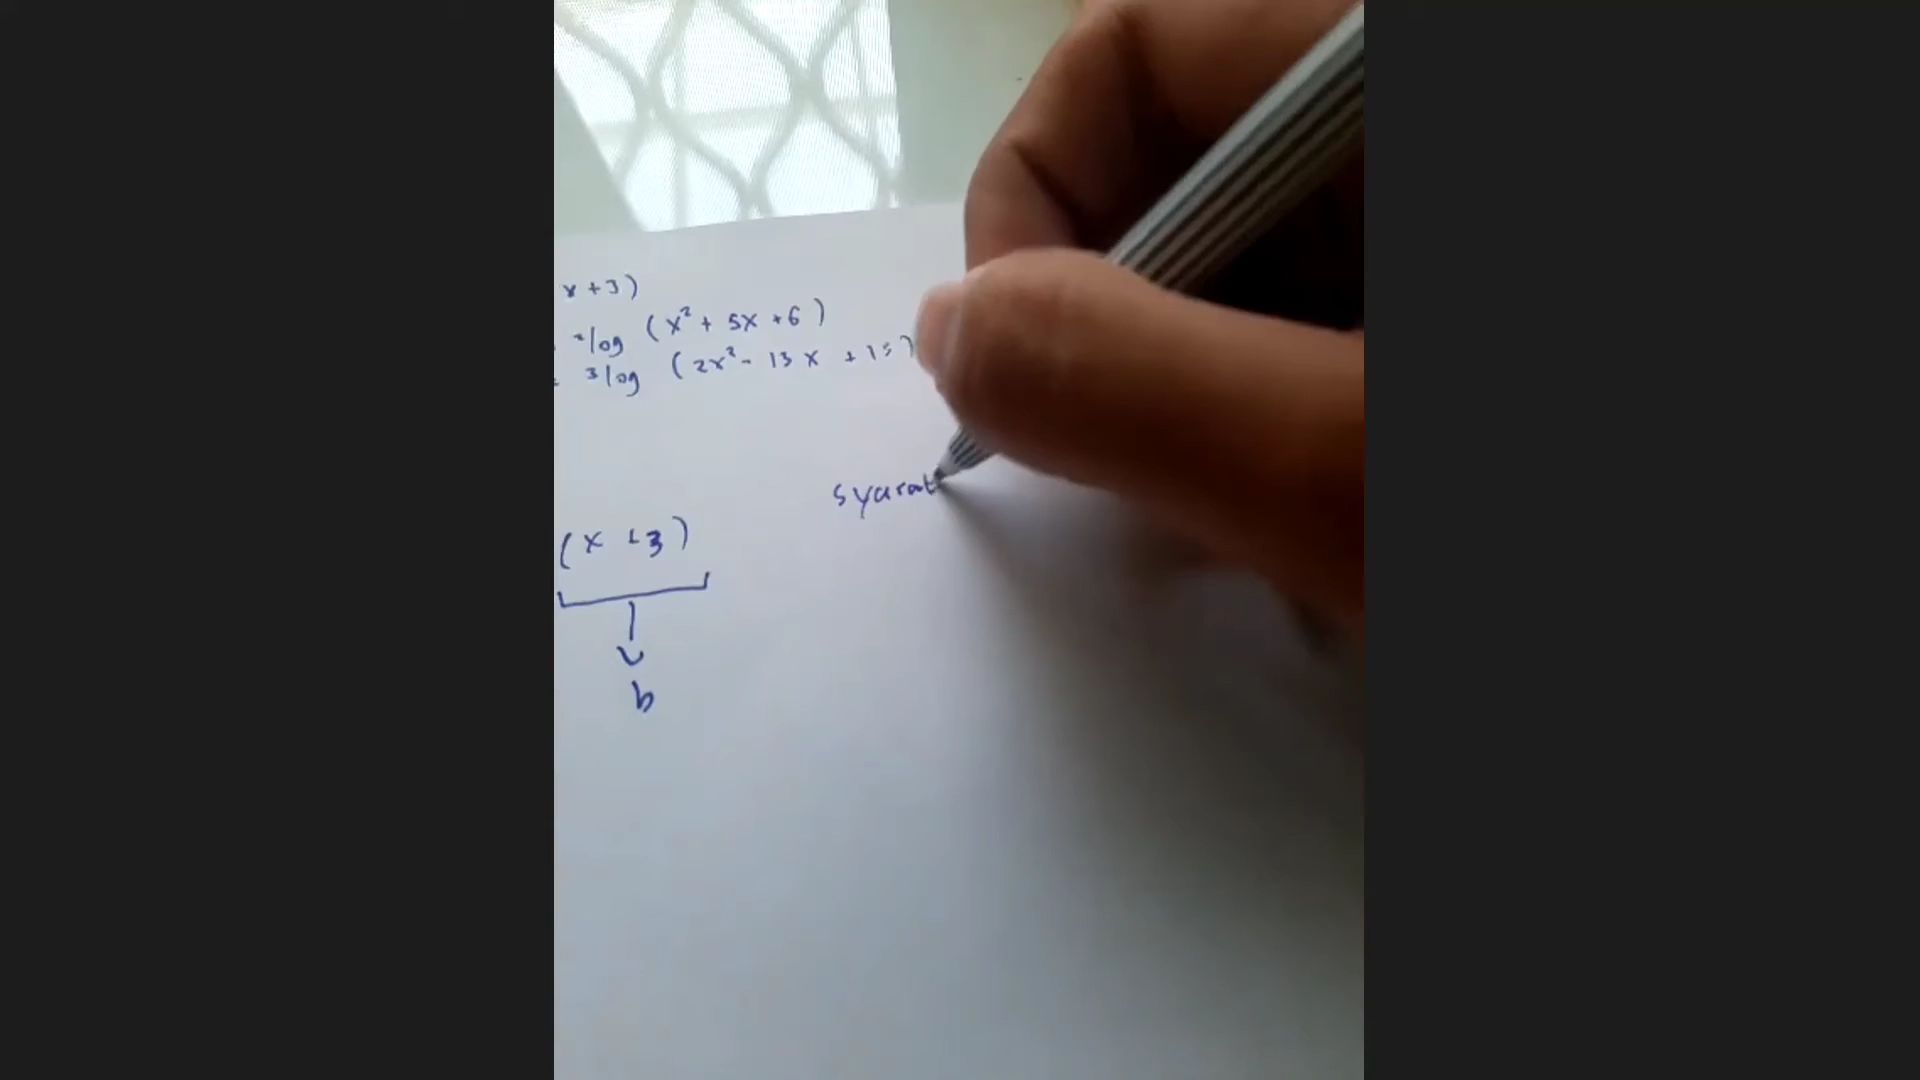 x + 3)
²log (x² + 5x + 6)
³log (2x² - 13x + 15)
syarat
(x + 3)
b